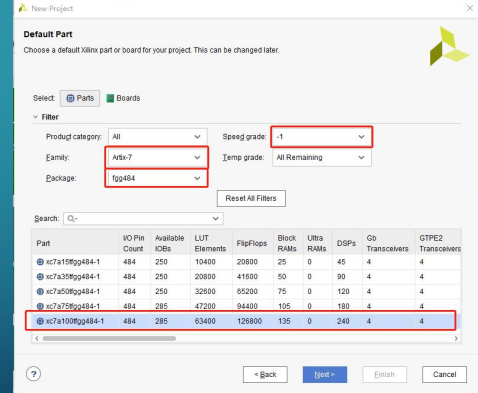 New Project
Default Part
Choose a default Xilinx part or board for your project. This can be changed later.
Select: Parts Boards
Filter
Product category: All Speed grade: -1
Family: Artix-7 Temp grade: All Remaining
Package: fgg484
Reset All Filters
Search: Q-
Part I/O Pin Count Available IOBs LUT Elements FlipFlops Block RAMs Ultra RAMs DSPs Gb Transceivers GTPE2 Transceivers
xc7a15tfgg484-1 484 250 10400 20800 25 0 45 4 4
xc7a35tfgg484-1 484 250 20800 41600 50 0 90 4 4
xc7a50tfgg484-1 484 250 32600 65200 75 0 120 4 4
xc7a75tfgg484-1 484 285 47200 94400 105 0 180 4 4
xc7a100tfgg484-1 484 285 63400 126800 135 0 240 4 4
? < Back Next > Finish Cancel